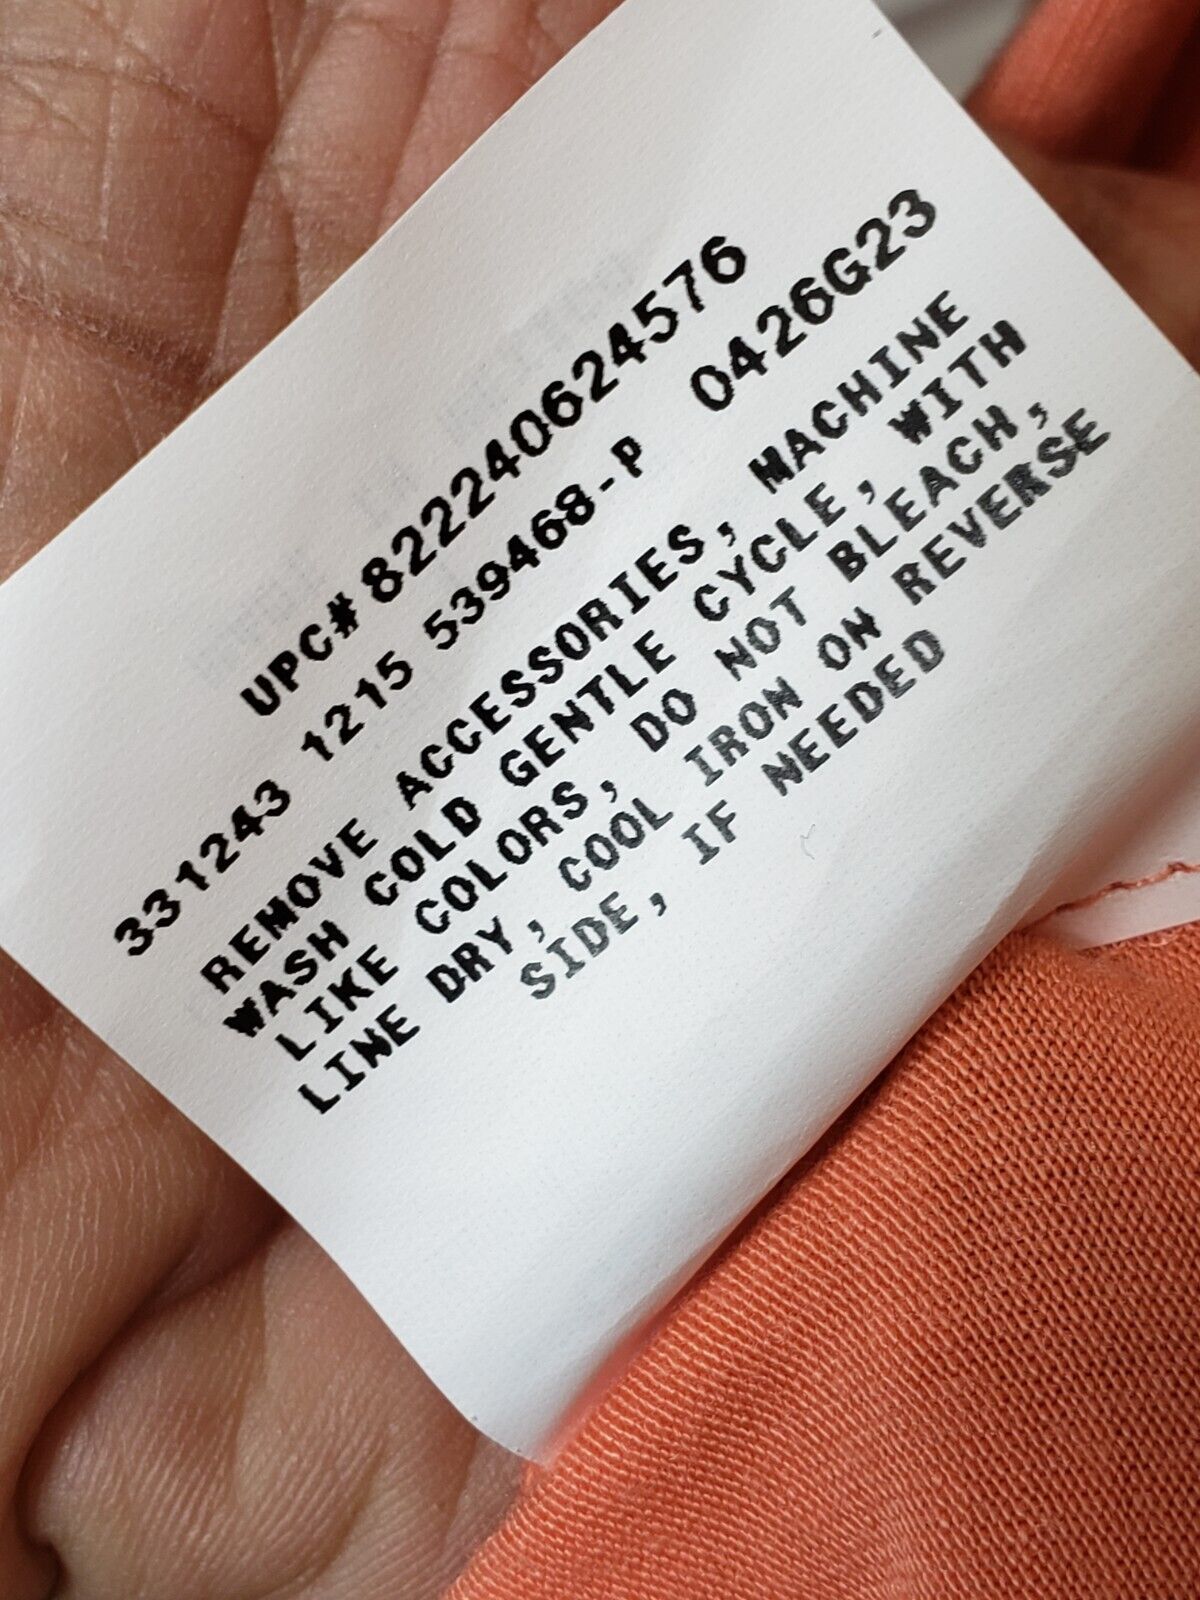 UPC#822240624576
331243 1215 539468-P 0426G23
REMOVE ACCESSORIES, MACHINE
WASH COLD GENTLE CYCLE, WITH
LIKE COLORS, DO NOT BLEACH,
LINE DRY, COOL IRON ON REVERSE
SIDE, IF NEEDED